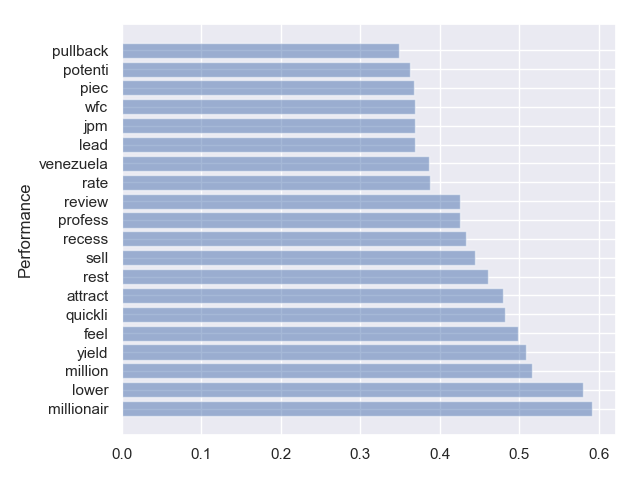 pullback
potenti
piec
wfc
jpm
lead
venezuela
rate
review
profess
recess
sell
rest
attract
quickli
feel
yield
million
lower
millionair
Performance
0.0 0.1 0.2 0.3 0.4 0.5 0.6